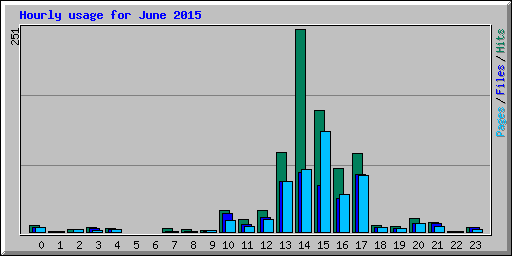 Hourly usage for June 2015
251
Pages/Files/Hits
0 1 2 3 4 5 6 7 8 9 10 11 12 13 14 15 16 17 18 19 20 21 22 23